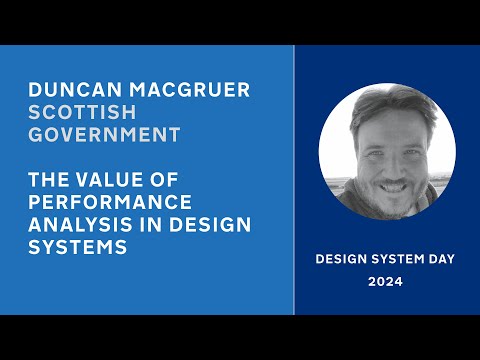 DUNCAN MACGRUER
SCOTTISH
GOVERNMENT
THE VALUE OF
PERFORMANCE
ANALYSIS IN DESIGN
SYSTEMS
DESIGN SYSTEM DAY
2024